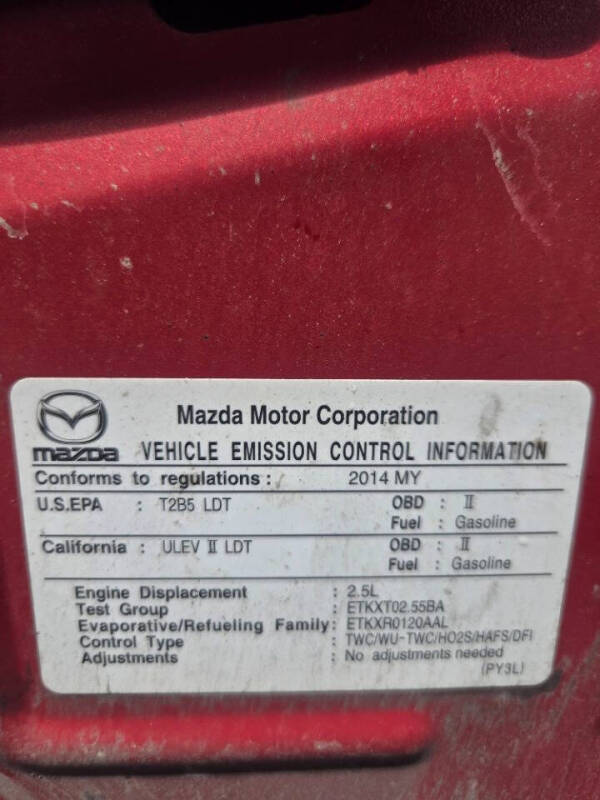 Mazda Motor Corporation
mazda VEHICLE EMISSION CONTROL INFORMATION
Conforms to regulations : 2014 MY
U.S.EPA : T2B5 LDT OBD : II
Fuel : Gasoline
California : ULEV II LDT OBD : II
Fuel : Gasoline
Engine Displacement : 2.5L
Test Group : ETKXT02.55BA
Evaporative/Refueling Family: ETKXR0120AAL
Control Type : TWC/WU-TWC/HO2S/HAFS/DFI
Adjustments : No adjustments needed
(PY3L)